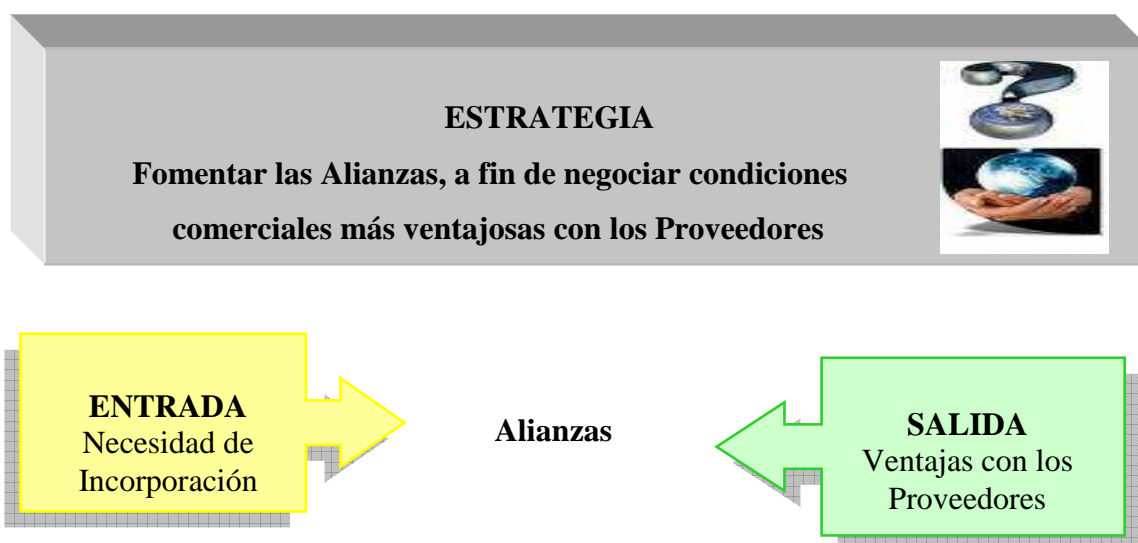 ESTRATEGIA
Fomentar las Alianzas, a fin de negociar condiciones
comerciales más ventajosas con los Proveedores
ENTRADA
Necesidad de
Incorporación
Alianzas
SALIDA
Ventajas con los
Proveedores